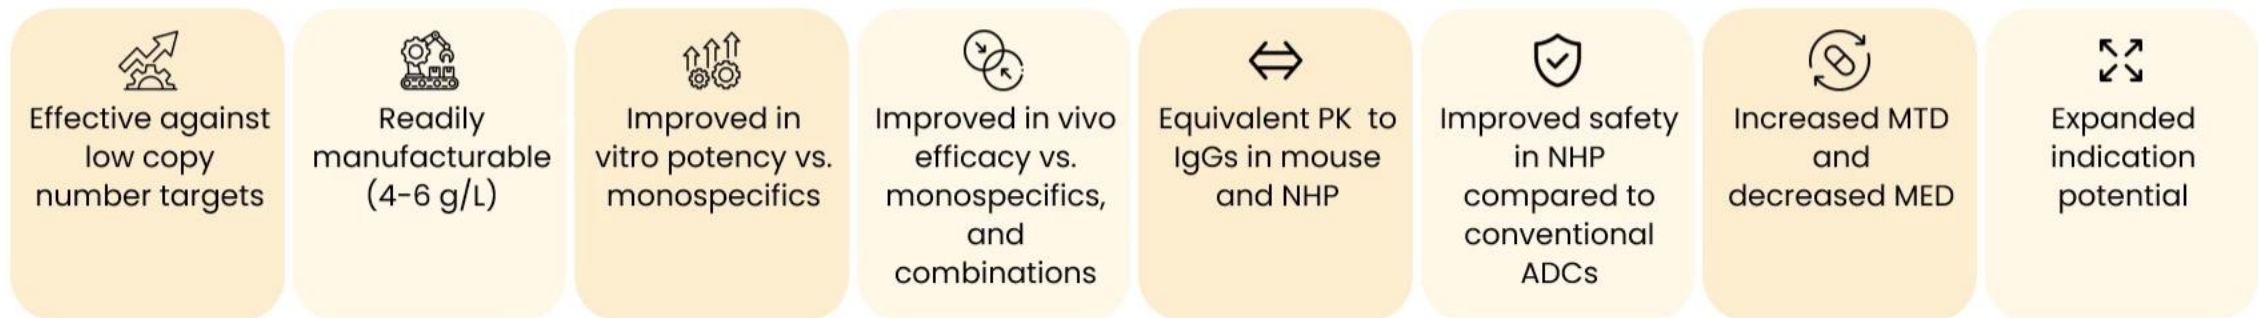 Effective against
low copy
number targets
Readily
manufacturable
(4-6 g/L)
Improved in
vitro potency vs.
monospecifics
Improved in vivo
efficacy vs.
monospecifics,
and
combinations
Equivalent PK to
IgGs in mouse
and NHP
Improved safety
in NHP
compared to
conventional
ADCs
Increased MTD
and
decreased MED
Expanded
indication
potential